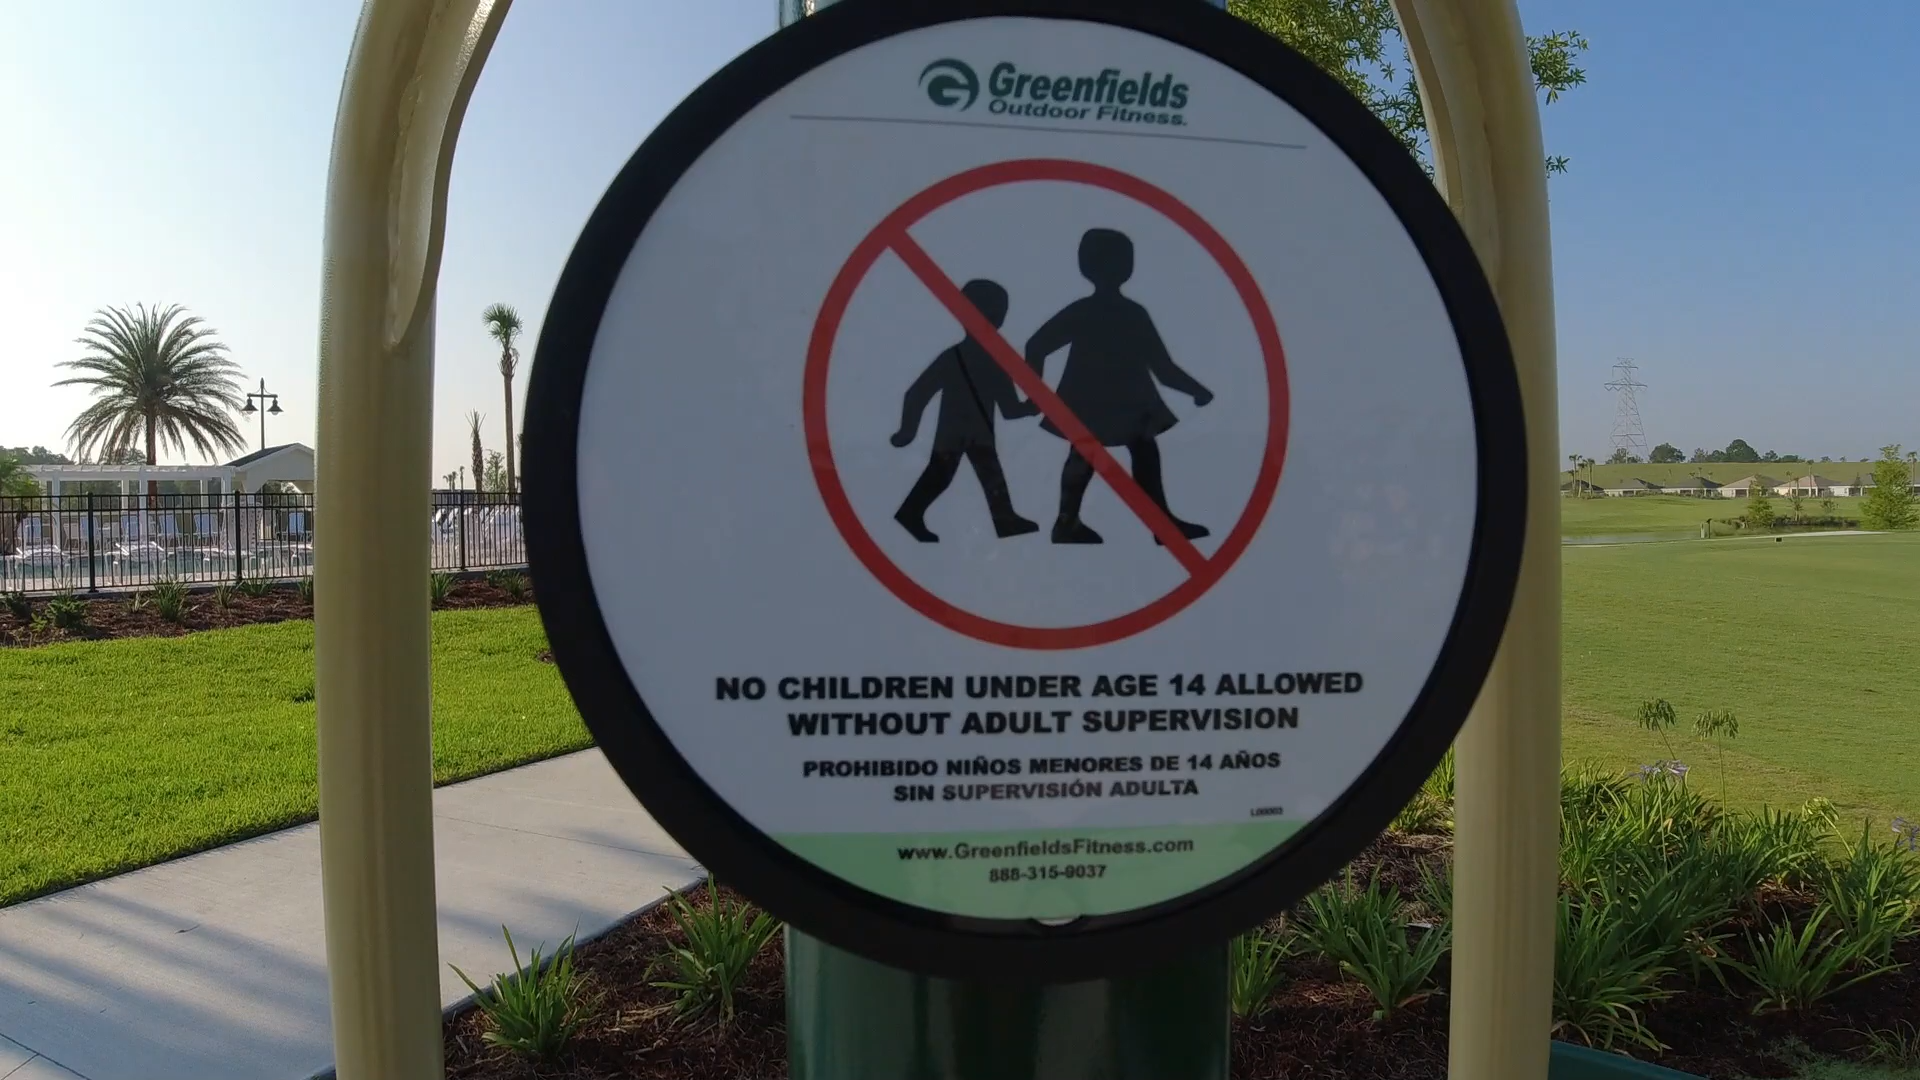 Greenfields
Outdoor Fitness.
NO CHILDREN UNDER AGE 14 ALLOWED
WITHOUT ADULT SUPERVISION
PROHIBIDO NIÑOS MENORES DE 14 AÑOS
SIN SUPERVISIÓN ADULTA
www.GreenfieldsFitness.com
888-315-9037